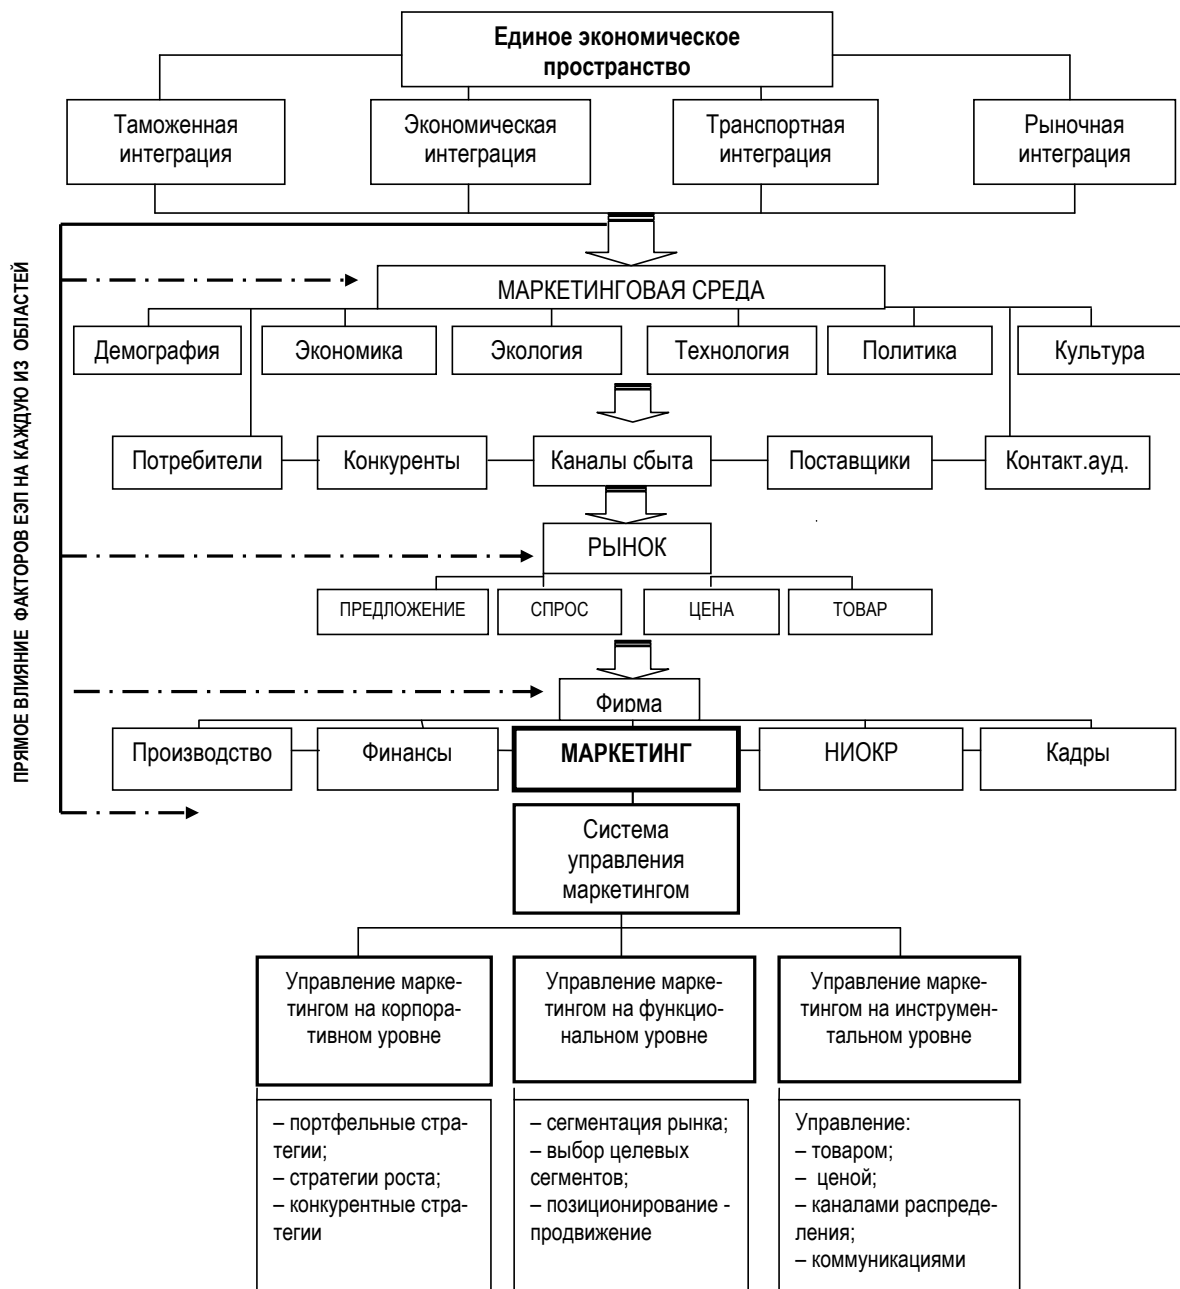 Единое экономическое
пространство
Таможенная
интеграция
Экономическая
интеграция
Транспортная
интеграция
Рыночная
интеграция
ПРЯМОЕ ВЛИЯНИЕ ФАКТОРОВ ЕЭП НА КАЖДУЮ ИЗ ОБЛАСТЕЙ
МАРКЕТИНГОВАЯ СРЕДА
Демография
Экономика
Экология
Технология
Политика
Культура
Потребители
Конкуренты
Каналы сбыта
Поставщики
Контакт.ауд.
РЫНОК
ПРЕДЛОЖЕНИЕ
СПРОС
ЦЕНА
ТОВАР
Фирма
Производство
Финансы
МАРКЕТИНГ
НИОКР
Кадры
Система
управления
маркетингом
Управление марке-
тингом на корпора-
тивном уровне
Управление марке-
тингом на функцио-
нальном уровне
Управление марке-
тингом на инструмен-
тальном уровне
– портфельные стра-
тегии;
– стратегии роста;
– конкурентные стра-
тегии
– сегментация рынка;
– выбор целевых
сегментов;
– позиционирование -
продвижение
Управление:
– товаром;
– ценой;
– каналами распреде-
ления;
– коммуникациями